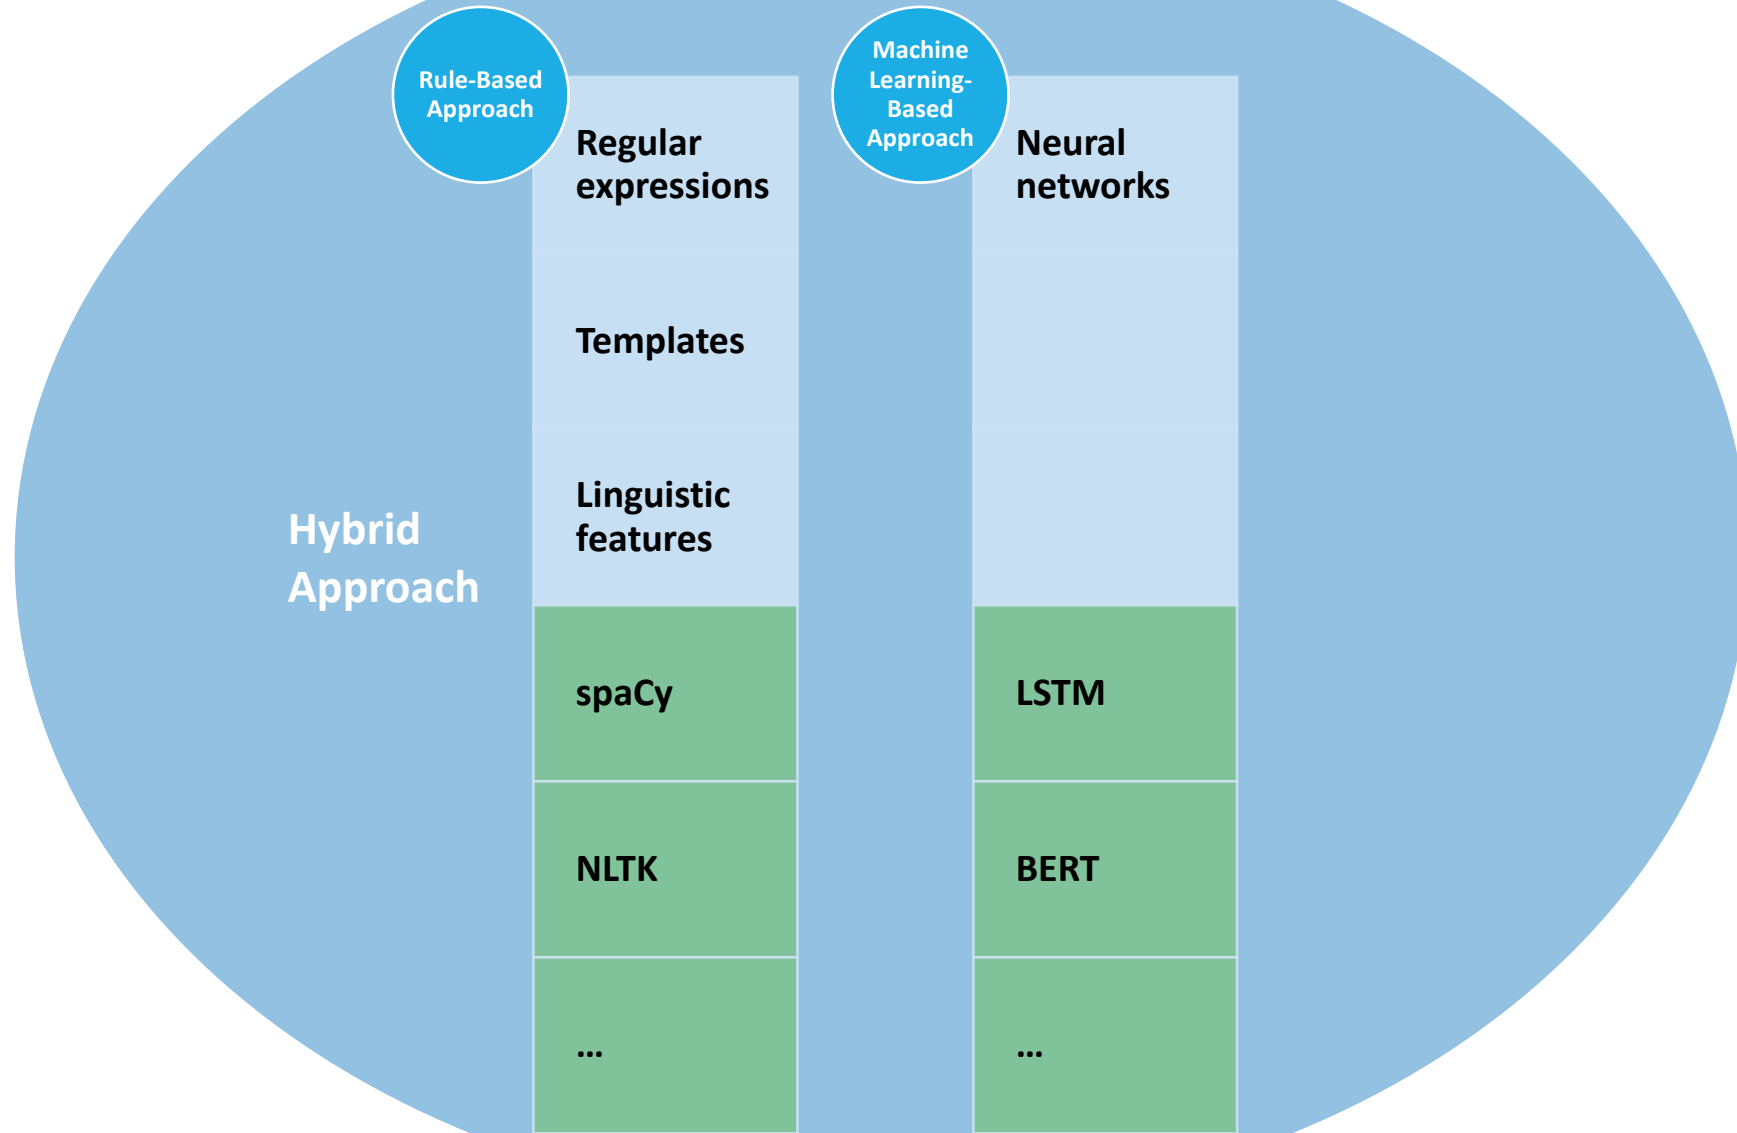 Rule-Based
Approach
Regular
expressions
Templates
Linguistic
features
spaCy
NLTK
...
Machine
Learning-
Based
Approach
Neural
networks
LSTM
BERT
...
Hybrid
Approach